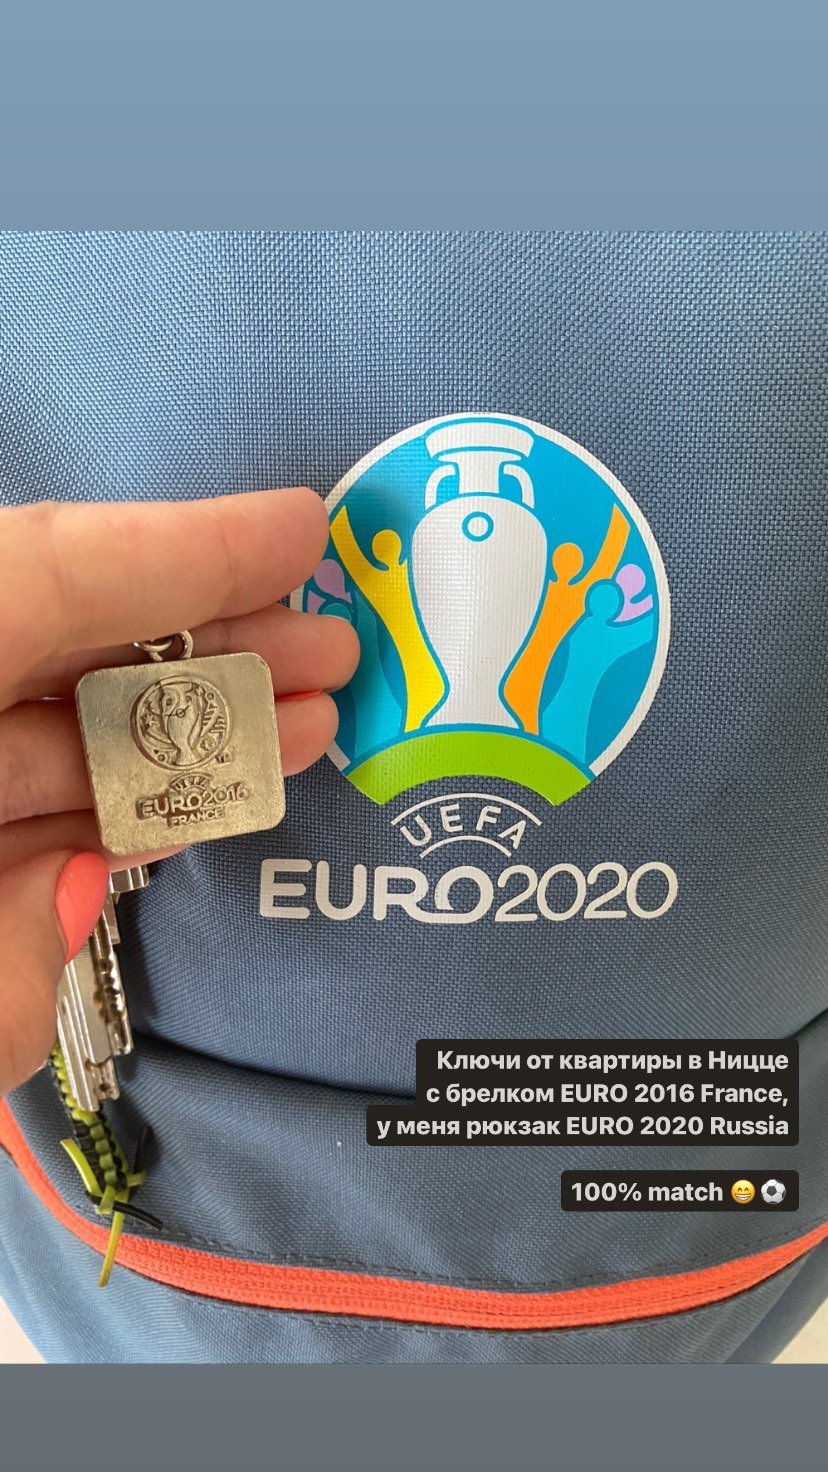 UEFA
EURO2016
FRANCE
UEFA
EURO2020
Ключи от квартиры в Ницце
с брелком EURO 2016 France,
у меня рюкзак EURO 2020 Russia
100% match 😁⚽